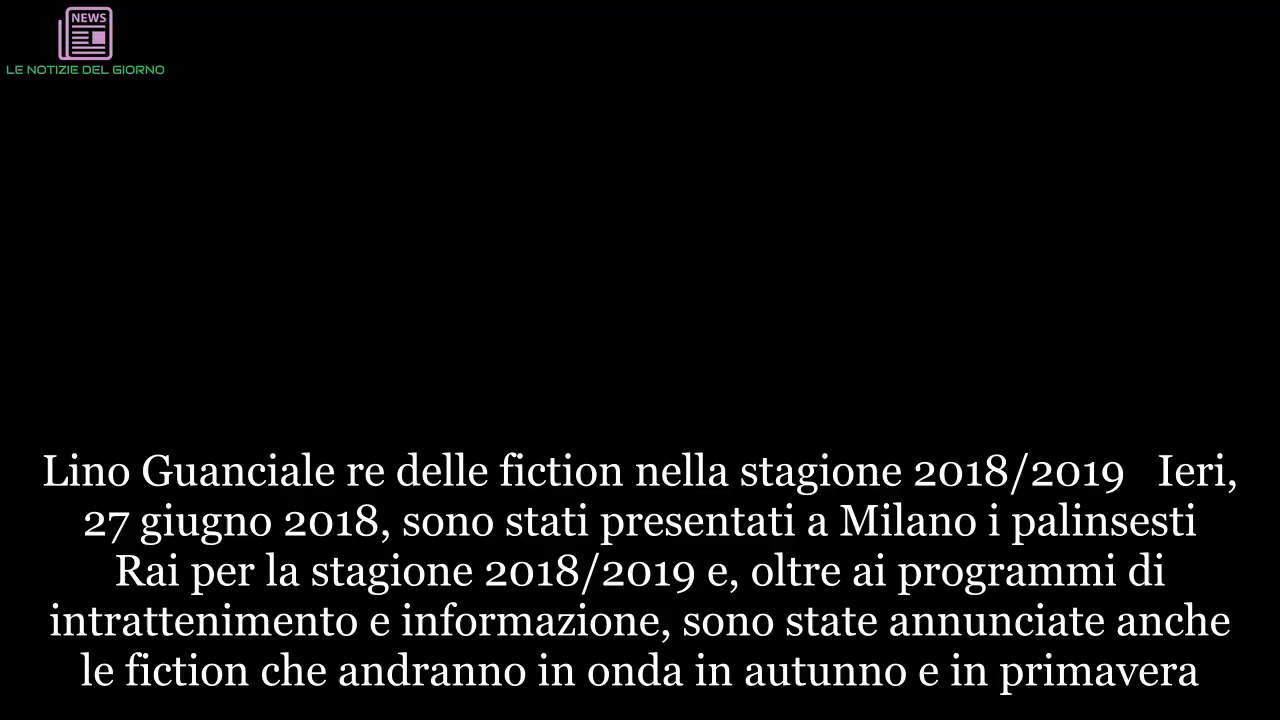 NEWS
LE NOTIZIE DEL GIORNO
Lino Guanciale re delle fiction nella stagione 2018/2019   Ieri,
27 giugno 2018, sono stati presentati a Milano i palinsesti
Rai per la stagione 2018/2019 e, oltre ai programmi di
intrattenimento e informazione, sono state annunciate anche
le fiction che andranno in onda in autunno e in primavera